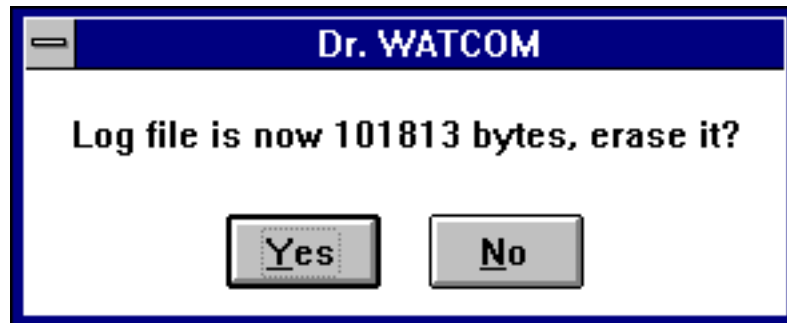 Dr. WATCOM
Log file is now 101813 bytes, erase it?
Yes No